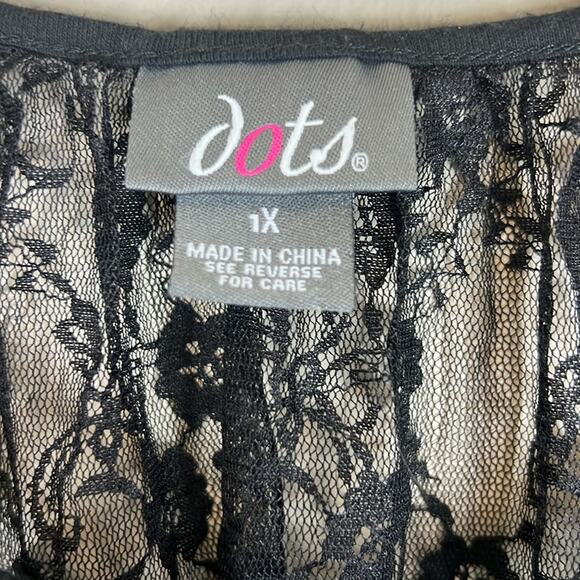 dots®
1X
MADE IN CHINA
SEE REVERSE
FOR CARE